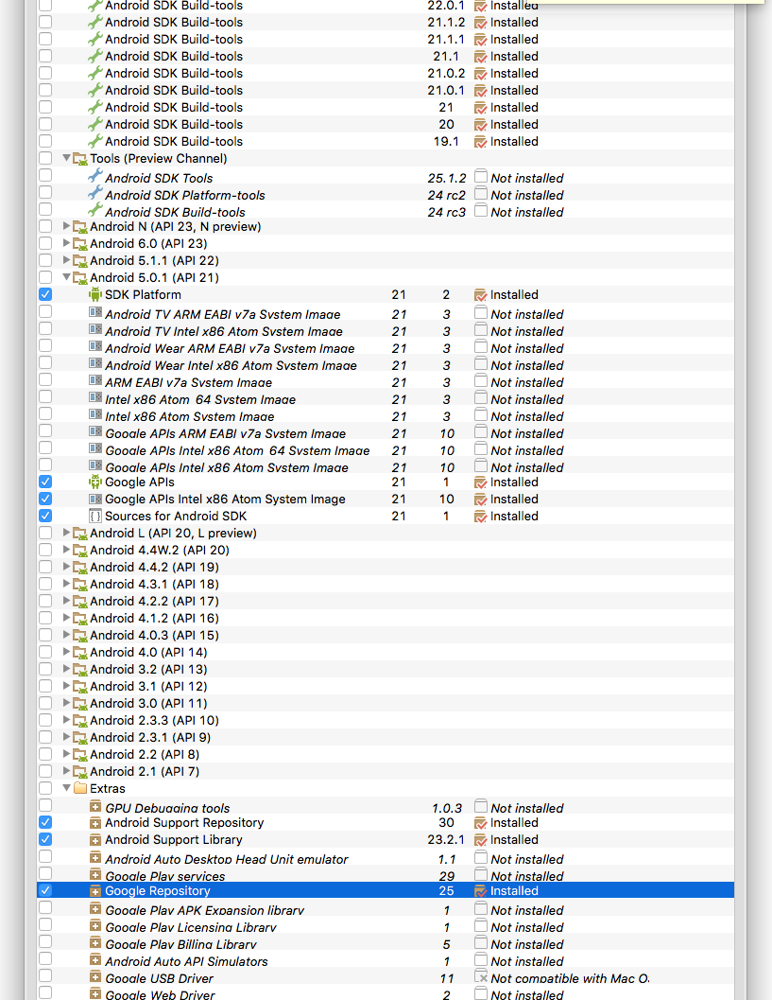 Android SDK Build-tools 22.0.1 Installed
Android SDK Build-tools 21.1.2 Installed
Android SDK Build-tools 21.1.1 Installed
Android SDK Build-tools 21.1 Installed
Android SDK Build-tools 21.0.2 Installed
Android SDK Build-tools 21.0.1 Installed
Android SDK Build-tools 21 Installed
Android SDK Build-tools 20 Installed
Android SDK Build-tools 19.1 Installed
Tools (Preview Channel)
Android SDK Tools 25.1.2 Not installed
Android SDK Platform-tools 24 rc2 Not installed
Android SDK Build-tools 24 rc3 Not installed
Android N (API 23, N preview)
Android 6.0 (API 23)
Android 5.1.1 (API 22)
Android 5.0.1 (API 21)
SDK Platform 21 2 Installed
Android TV ARM EABI v7a System Image 21 3 Not installed
Android TV Intel x86 Atom System Image 21 3 Not installed
Android Wear ARM EABI v7a System Image 21 3 Not installed
Android Wear Intel x86 Atom System Image 21 3 Not installed
ARM EABI v7a System Image 21 3 Not installed
Intel x86 Atom_64 System Image 21 3 Not installed
Intel x86 Atom System Image 21 3 Not installed
Google APIs ARM EABI v7a System Image 21 10 Not installed
Google APIs Intel x86 Atom_64 System Image 21 10 Not installed
Google APIs Intel x86 Atom System Image 21 10 Not installed
Google APIs 21 1 Installed
Google APIs Intel x86 Atom System Image 21 10 Installed
Sources for Android SDK 21 1 Installed
Android L (API 20, L preview)
Android 4.4W.2 (API 20)
Android 4.4.2 (API 19)
Android 4.3.1 (API 18)
Android 4.2.2 (API 17)
Android 4.1.2 (API 16)
Android 4.0.3 (API 15)
Android 4.0 (API 14)
Android 3.2 (API 13)
Android 3.1 (API 12)
Android 3.0 (API 11)
Android 2.3.3 (API 10)
Android 2.3.1 (API 9)
Android 2.2 (API 8)
Android 2.1 (API 7)
Extras
GPU Debugging tools 1.0.3 Not installed
Android Support Repository 30 Installed
Android Support Library 23.2.1 Installed
Android Auto Desktop Head Unit emulator 1.1 Not installed
Google Play services 29 Not installed
Google Repository 25 Installed
Google Play APK Expansion library 1 Not installed
Google Play Licensing Library 1 Not installed
Google Play Billing Library 5 Not installed
Android Auto API Simulators 1 Not installed
Google USB Driver 11 Not compatible with Mac O
Google Web Driver 2 Not installed